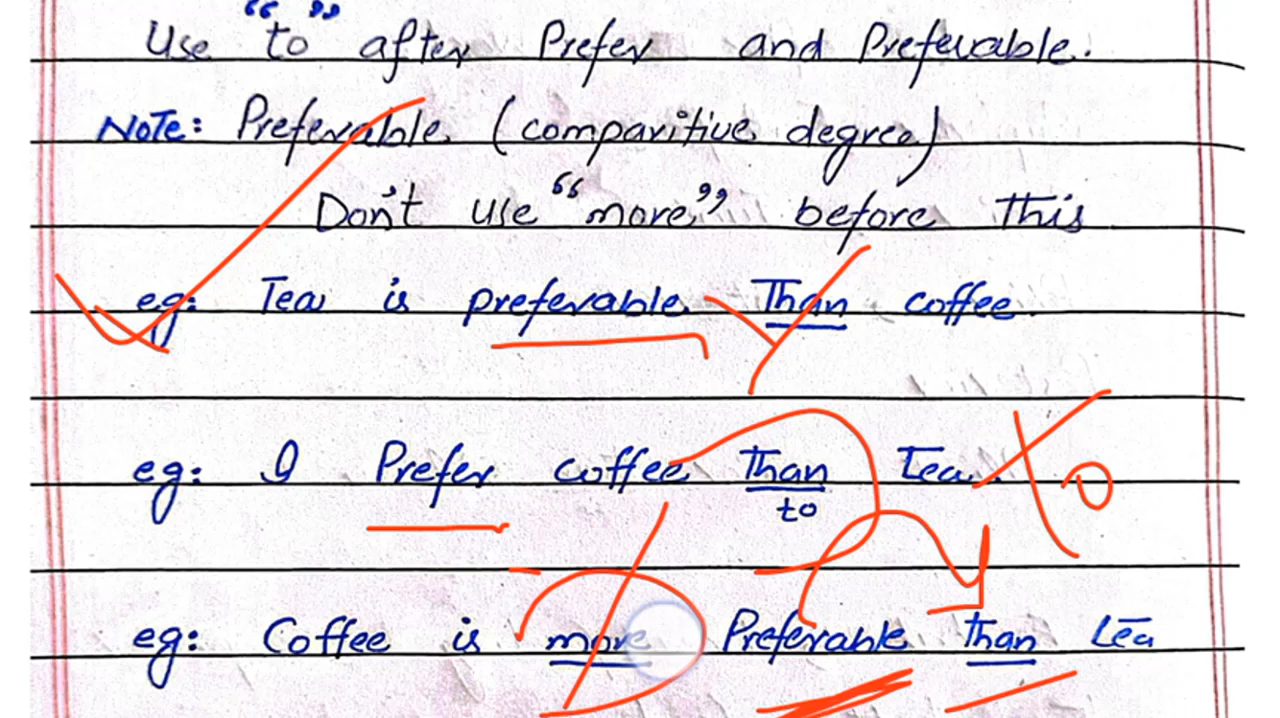 Use "to" after Prefer and Preferable.
Note: Preferable (comparitive degree)
Don't use "more" before this
eg: Tea is preferable Than coffee.
eg: I Prefer coffee Than Tea. to
to
eg: Coffee is more Preferable than tea